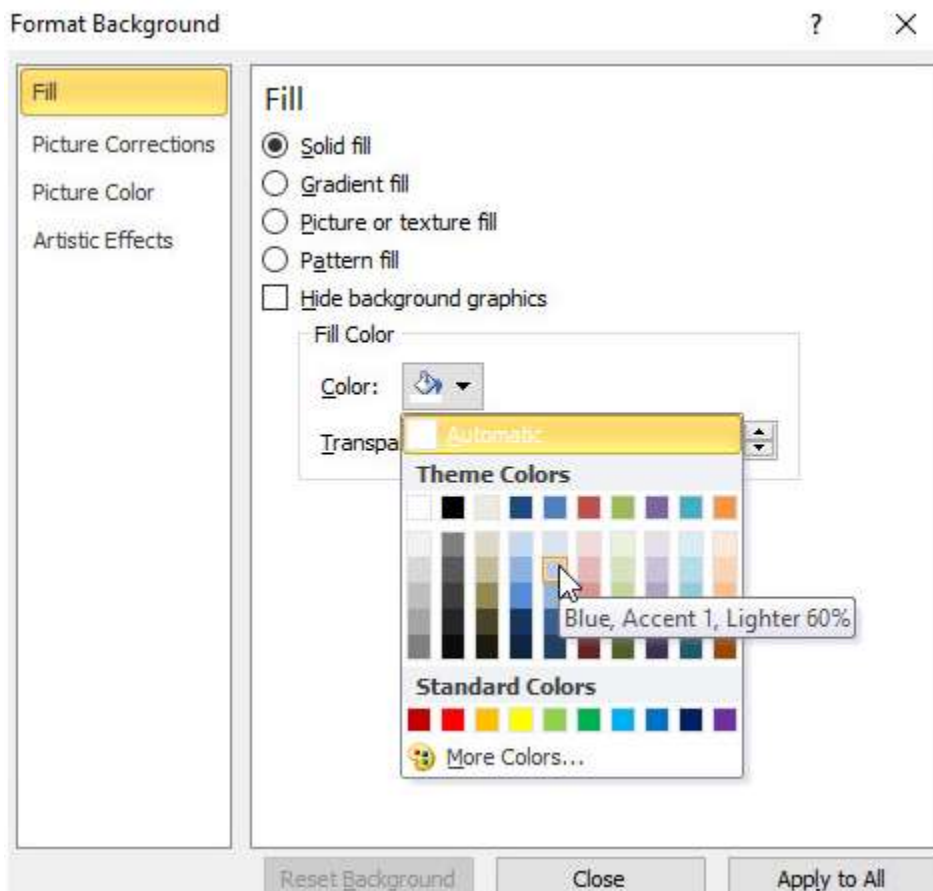 Format Background
?
Fill
Picture Corrections
Picture Color
Artistic Effects
Fill
Solid fill
Gradient fill
Picture or texture fill
Pattern fill
Hide background graphics
Fill Color
Color:
Transpa
Automatic
Theme Colors
Blue, Accent 1, Lighter 60%
Standard Colors
More Colors...
Reset Background
Close
Apply to All